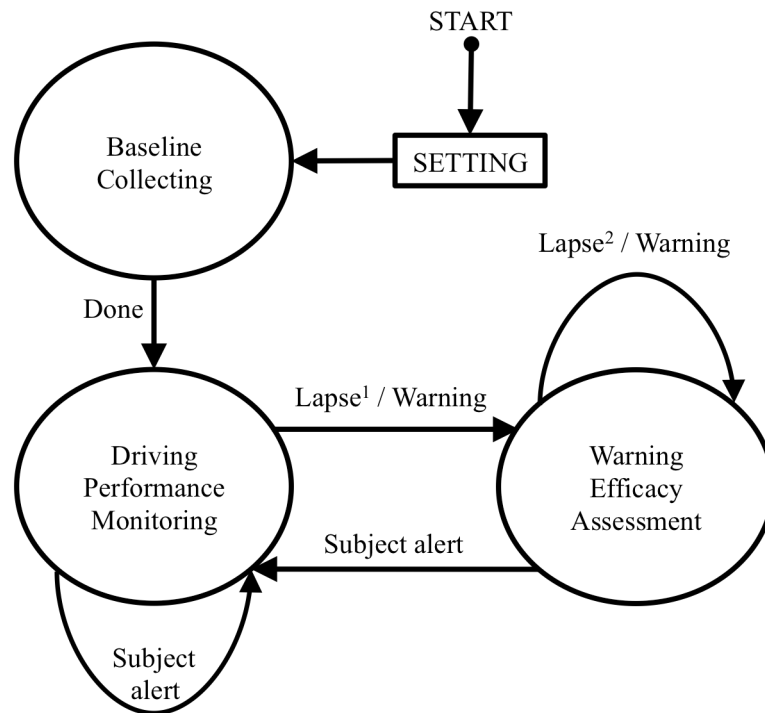 START
SETTING
Baseline
Collecting
Done
Lapse² / Warning
Lapse¹ / Warning
Driving
Performance
Monitoring
Warning
Efficacy
Assessment
Subject alert
Subject
alert